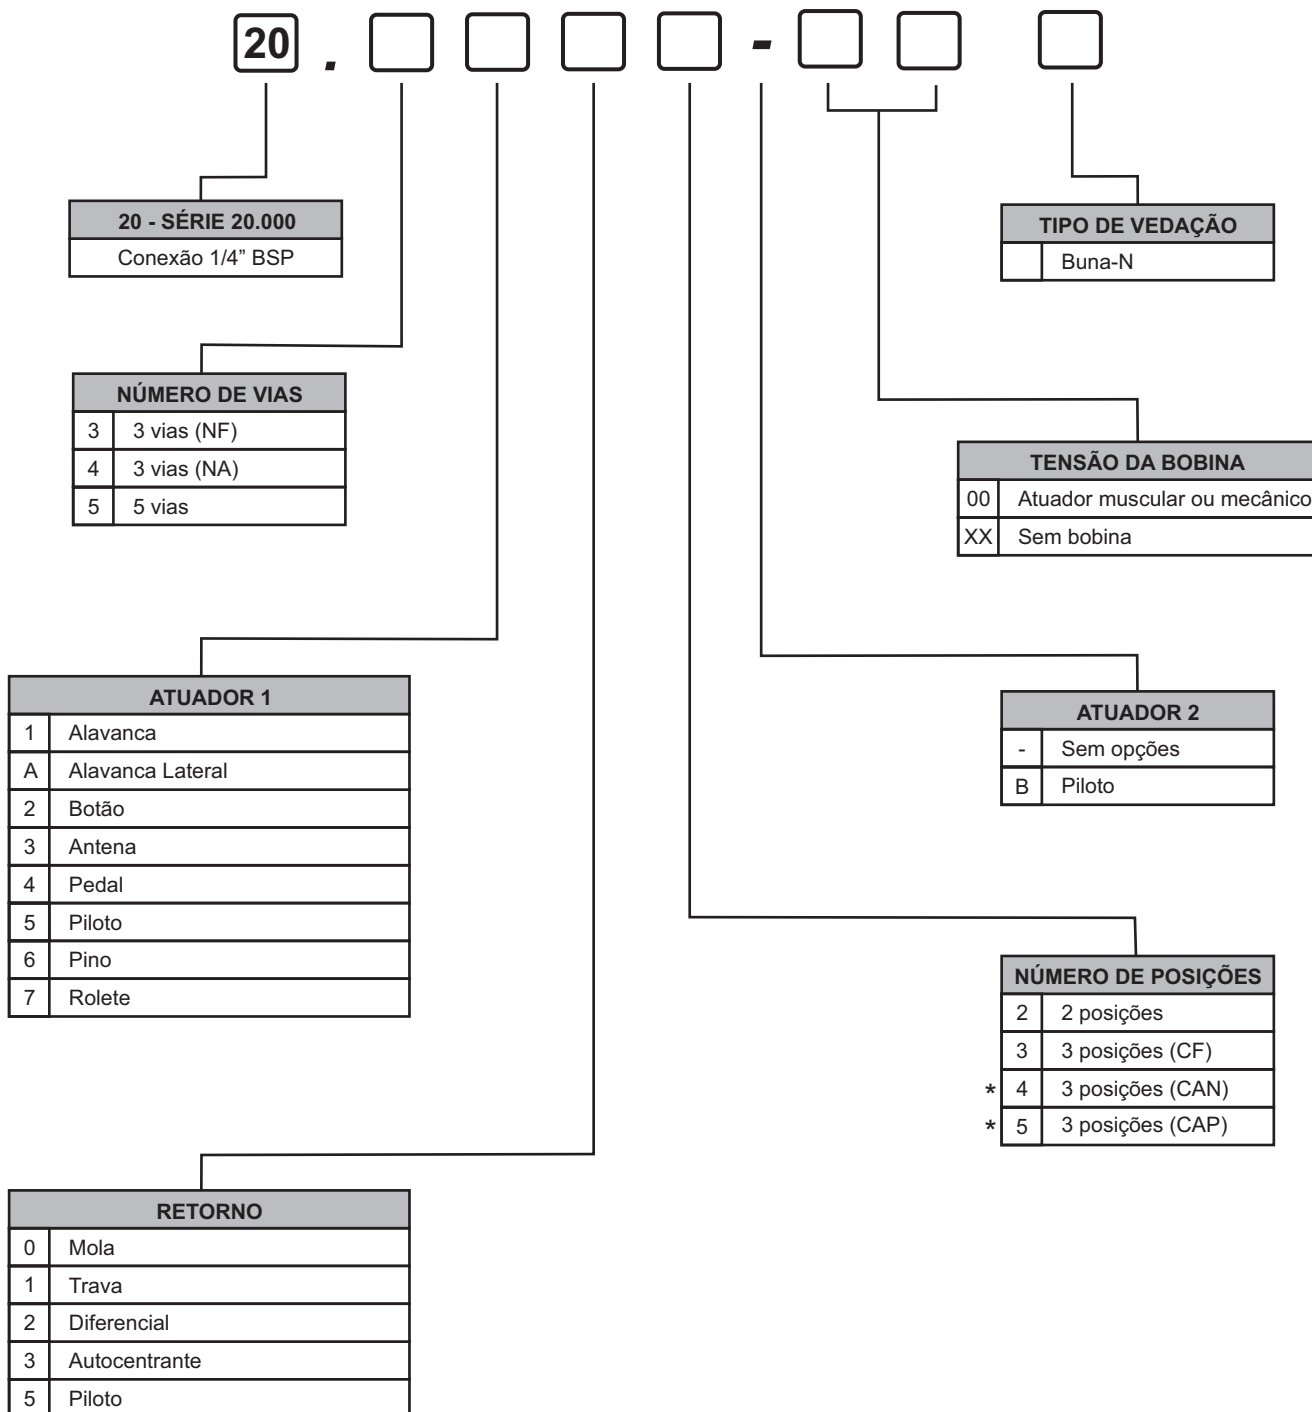 20 . -
20 - SÉRIE 20.000
Conexão 1/4” BSP
TIPO DE VEDAÇÃO
Buna-N
NÚMERO DE VIAS
3 3 vias (NF)
4 3 vias (NA)
5 5 vias
TENSÃO DA BOBINA
00 Atuador muscular ou mecânico
XX Sem bobina
ATUADOR 1
1 Alavanca
A Alavanca Lateral
2 Botão
3 Antena
4 Pedal
5 Piloto
6 Pino
7 Rolete
ATUADOR 2
- Sem opções
B Piloto
NÚMERO DE POSIÇÕES
2 2 posições
3 3 posições (CF)
* 4 3 posições (CAN)
* 5 3 posições (CAP)
RETORNO
0 Mola
1 Trava
2 Diferencial
3 Autocentrante
5 Piloto